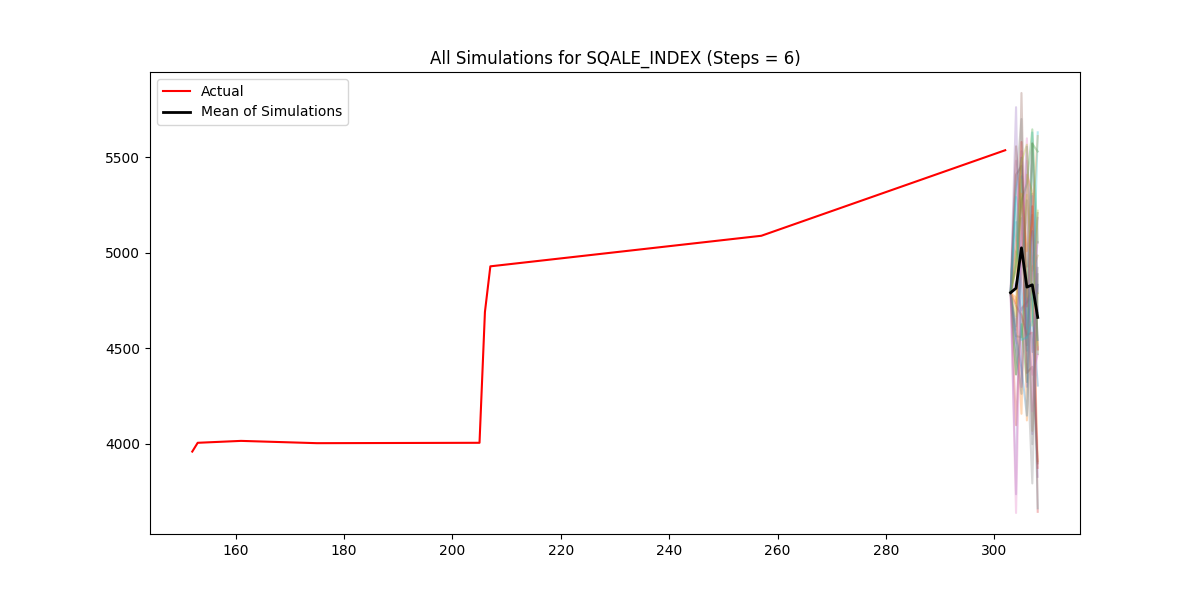 All Simulations for SQALE_INDEX (Steps = 6)
Actual
Mean of Simulations
5500
5000
4500
4000
160 180 200 220 240 260 280 300